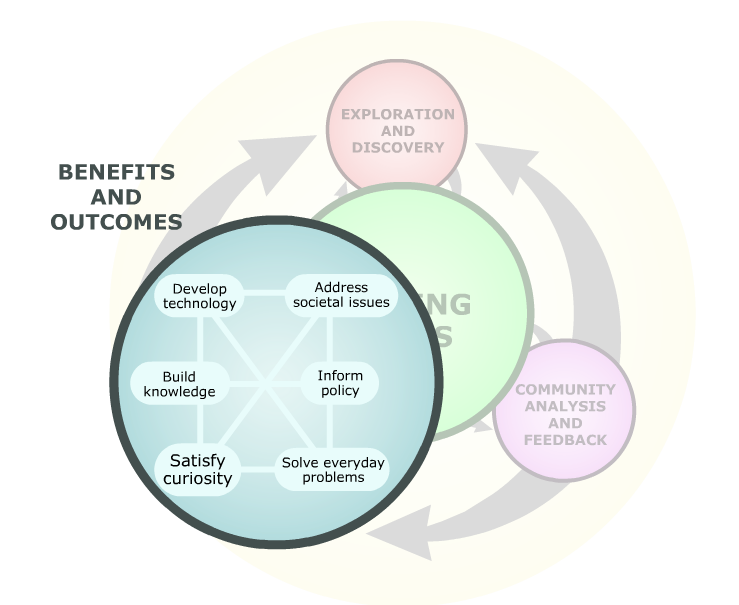 EXPLORATION
AND
DISCOVERY
BENEFITS
AND
OUTCOMES
Develop
technology
Address
societal issues
Build
knowledge
Inform
policy
Satisfy
curiosity
Solve everyday
problems
COMMUNITY
ANALYSIS
AND
FEEDBACK